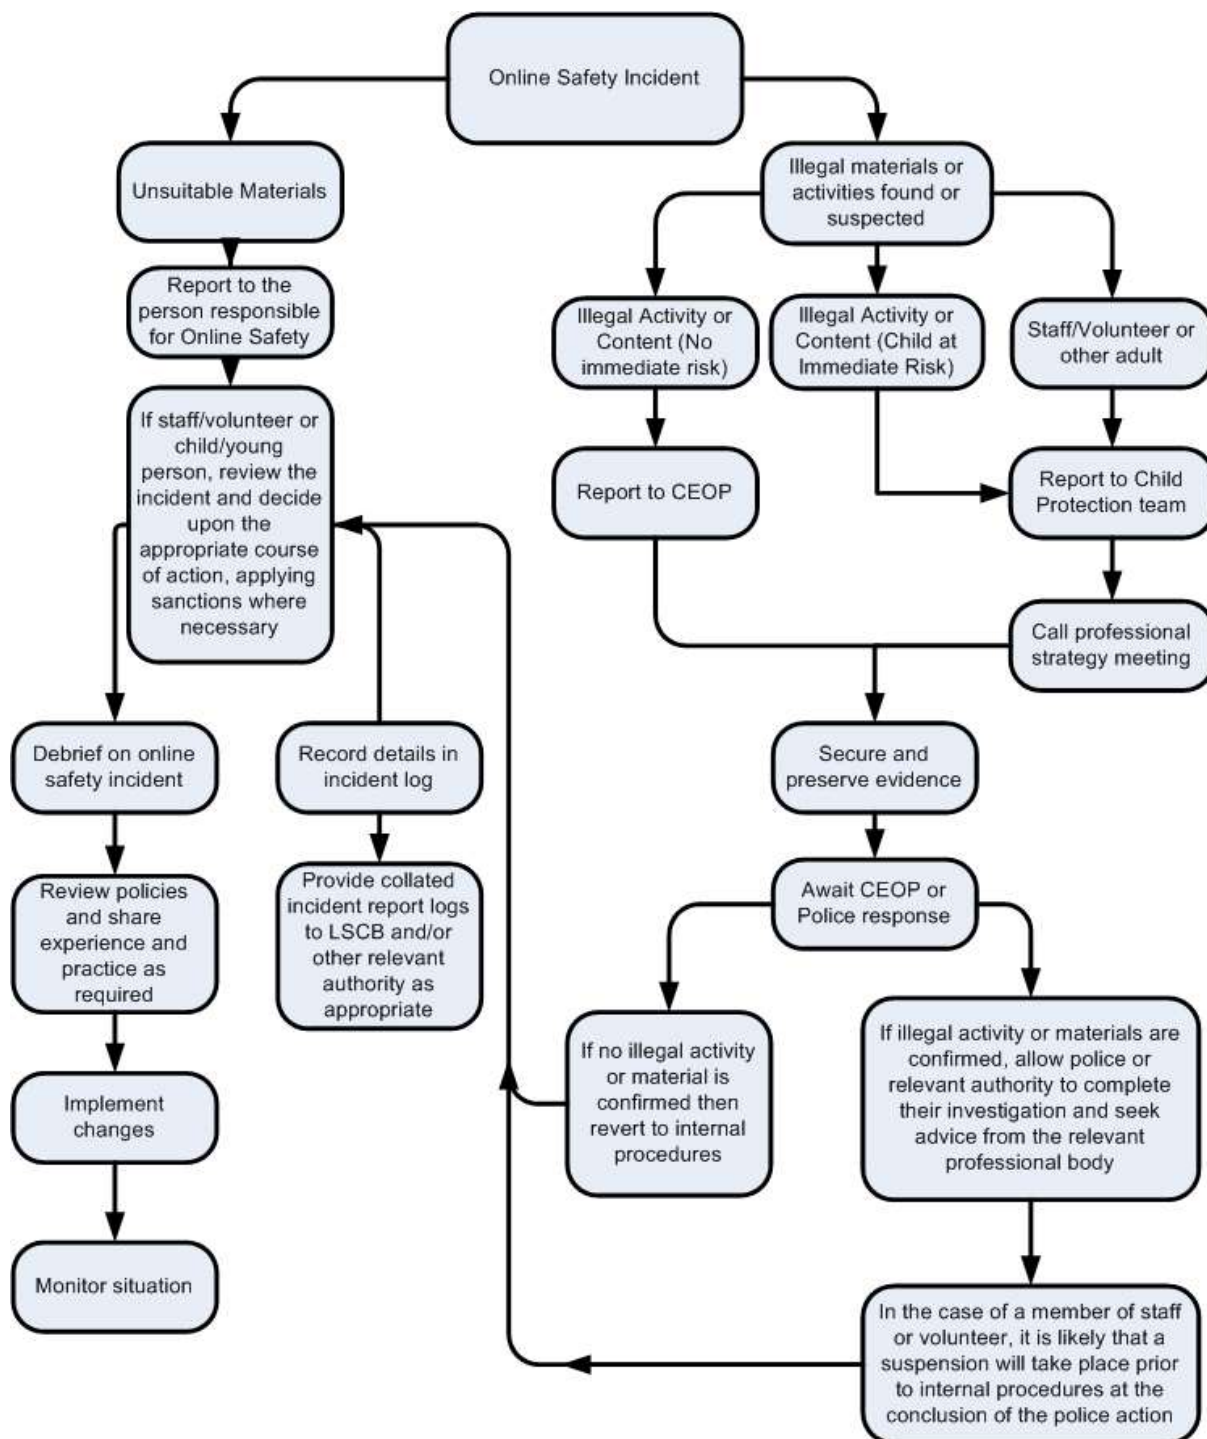 Online Safety Incident
Unsuitable Materials
Report to the
person responsible
for Online Safety
If staff/volunteer or
child/young
person, review the
incident and decide
upon the
appropriate course
of action, applying
sanctions where
necessary
Debrief on online
safety incident
Review policies
and share
experience and
practice as
required
Implement
changes
Monitor situation
Record details in
incident log
Provide collated
incident report logs
to LSCB and/or
other relevant
authority as
appropriate
Illegal materials or
activities found or
suspected
Illegal Activity or
Content (No
immediate risk)
Report to CEOP
Illegal Activity or
Content (Child at
Immediate Risk)
Staff/Volunteer or
other adult
Report to Child
Protection team
Call professional
strategy meeting
Secure and
preserve evidence
Await CEOP or
Police response
If no illegal activity
or material is
confirmed then
revert to internal
procedures
If illegal activity or materials are
confirmed, allow police or
relevant authority to complete
their investigation and seek
advice from the relevant
professional body
In the case of a member of staff
or volunteer, it is likely that a
suspension will take place prior
to internal procedures at the
conclusion of the police action